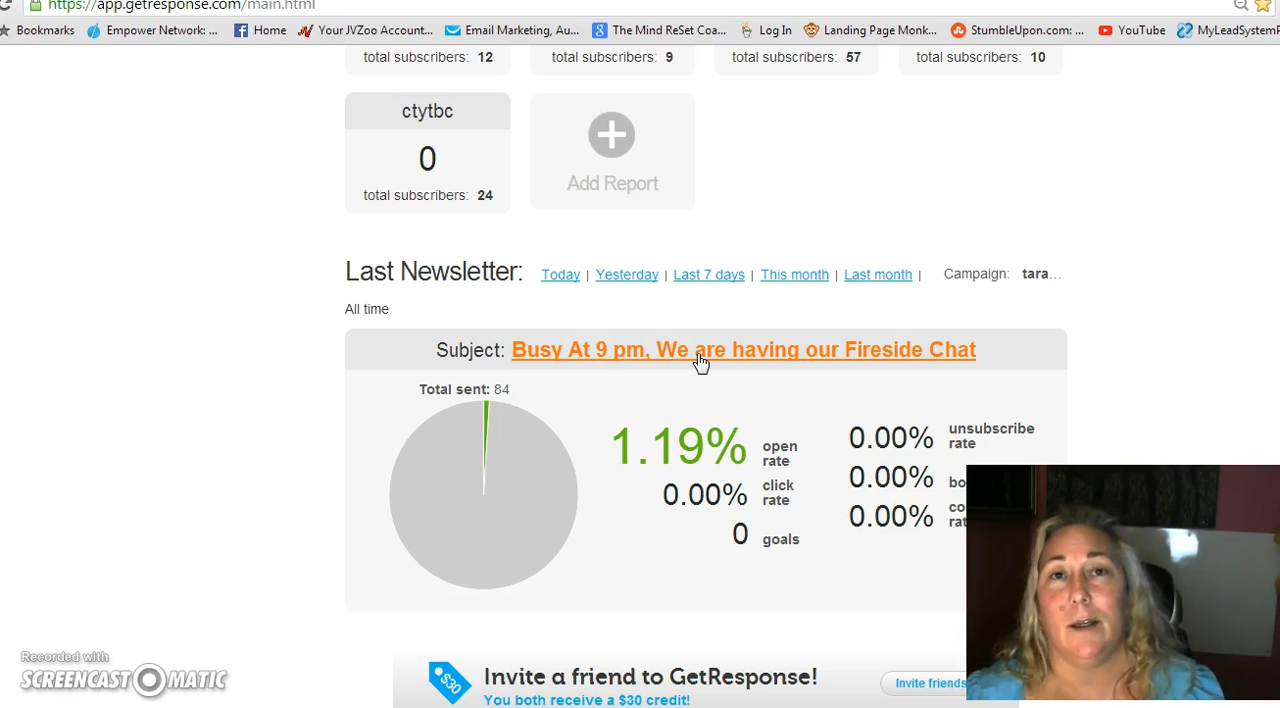 https://app.getresponse.com/main.html
Bookmarks Empower Network: ... Home Your JVZoo Account... Email Marketing, Au... The Mind ReSet Coa... Log In Landing Page Monk... StumbleUpon.com: ... YouTube MyLeadSystemP
total subscribers: 12 total subscribers: 9 total subscribers: 57 total subscribers: 10
ctytbc
0
Add Report
total subscribers: 24
Last Newsletter: Today | Yesterday | Last 7 days | This month | Last month | Campaign: tara...
All time
Subject: Busy At 9 pm, We are having our Fireside Chat
Total sent: 84
1.19% open rate
0.00% click rate
0 goals
0.00% unsubscribe rate
0.00% bo
0.00% co
rat
Recorded with
SCREENCAST-O-MATIC
$30
Invite a friend to GetResponse!
You both receive a $30 credit!
Invite friends